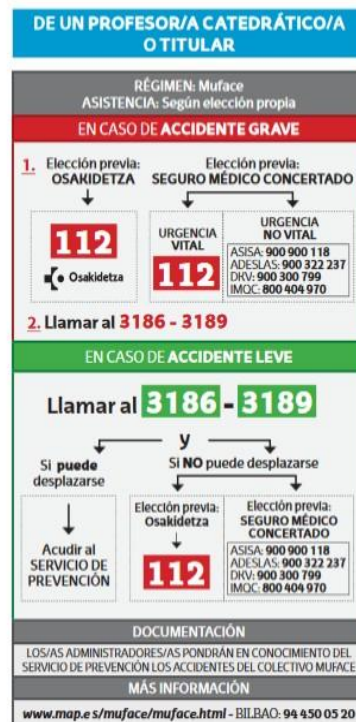 DE UN PROFESOR/A CATEDRÁTICO/A
O TITULAR
RÉGIMEN: Muface
ASISTENCIA: Según elección propia
EN CASO DE ACCIDENTE GRAVE
1. Elección previa:
OSAKIDETZA
112
Osakidetza
Elección previa:
SEGURO MÉDICO CONCERTADO
URGENCIA
VITAL
112
URGENCIA
NO VITAL
ASISA: 900 900 118
ADESLAS: 900 322 237
DKV: 900 300 799
IMQC: 800 404 970
2. Llamar al 3186 - 3189
EN CASO DE ACCIDENTE LEVE
Llamar al 3186 - 3189
y
Si puede
desplazarse
Acudir al
SERVICIO DE
PREVENCIÓN
Si NO puede desplazarse
Elección previa:
Osakidetza
112
Elección previa:
SEGURO MÉDICO
CONCERTADO
ASISA: 900 900 118
ADESLAS: 900 322 237
DKV: 900 300 799
IMQC: 800 404 970
DOCUMENTACIÓN
LOS/AS ADMINISTRADORES/AS PONDRÁN EN CONOCIMIENTO DEL
SERVICIO DE PREVENCIÓN LOS ACCIDENTES DEL COLECTIVO MUFACE
MÁS INFORMACIÓN
www.map.es/muface/muface.html - BILBAO: 94 450 05 20